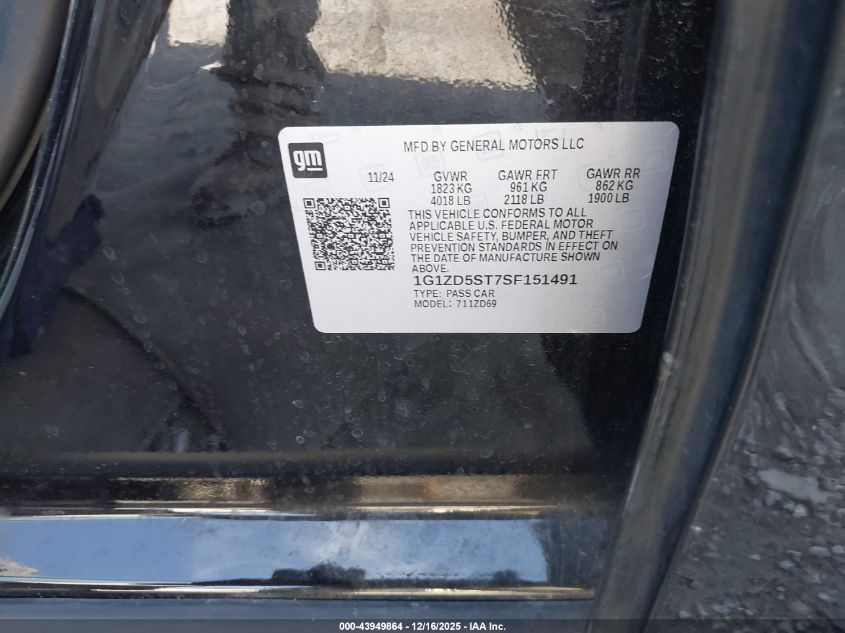 MFD BY GENERAL MOTORS LLC
gm
11/24 GVWR GAWR FRT GAWR RR
1823 KG 961 KG 862 KG
4018 LB 2118 LB 1900 LB
THIS VEHICLE CONFORMS TO ALL
APPLICABLE U.S. FEDERAL MOTOR
VEHICLE SAFETY, BUMPER, AND THEFT
PREVENTION STANDARDS IN EFFECT ON
THE DATE OF MANUFACTURE SHOWN
ABOVE.
1G1ZD5ST7SF151491
TYPE: PASS CAR
MODEL: 711ZD69
000-43949864 - 12/16/2025 - IAA Inc.